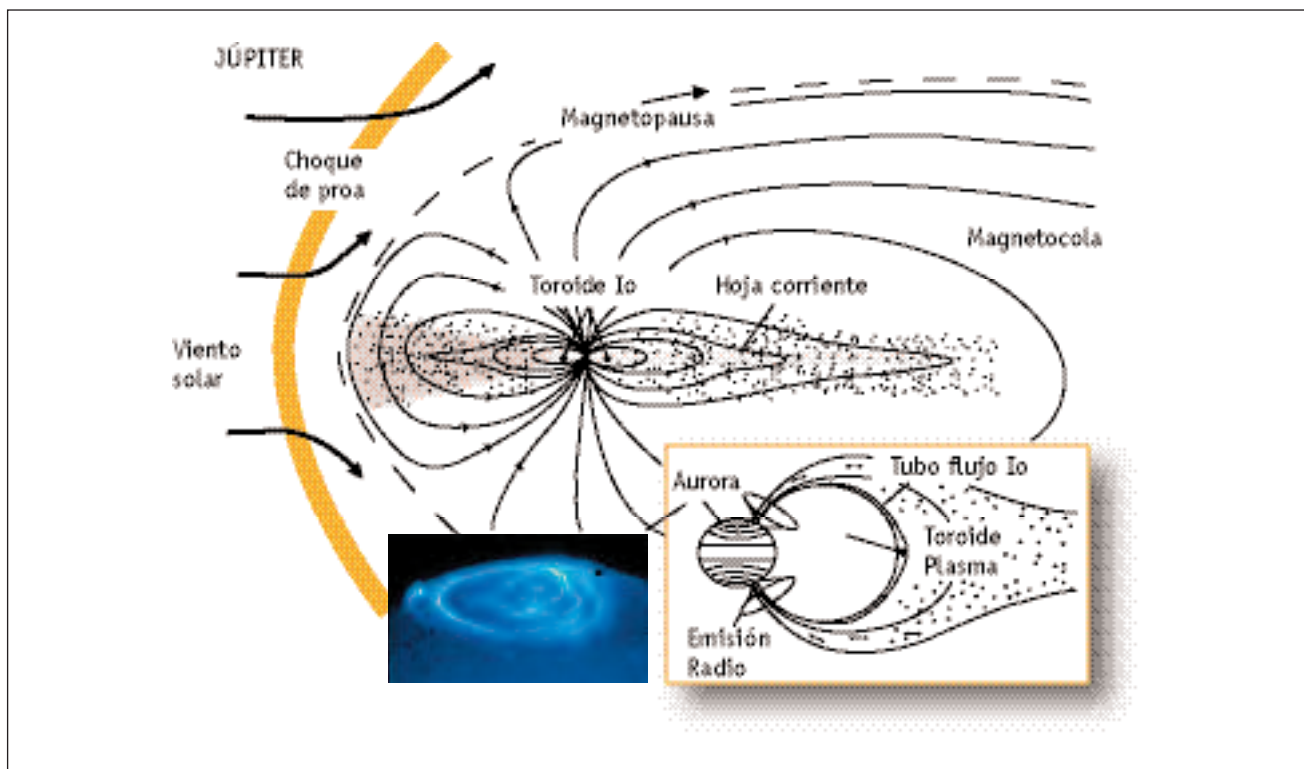 JÚPITER
Magnetopausa
Choque
de proa
Magnetocola
Toroide Io
Hoja corriente
Viento
solar
Aurora
Tubo flujo Io
Toroide
Plasma
Emisión
Radio